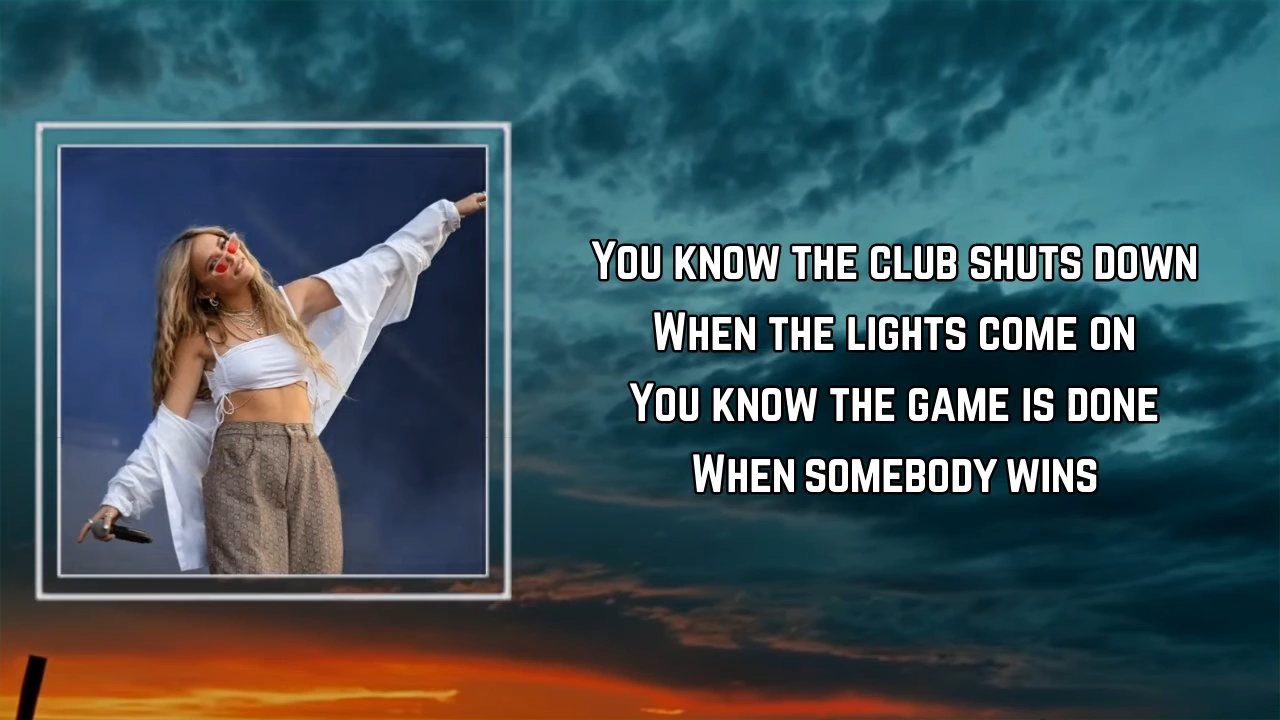 You know the club shuts down
When the lights come on
You know the game is done
When somebody wins